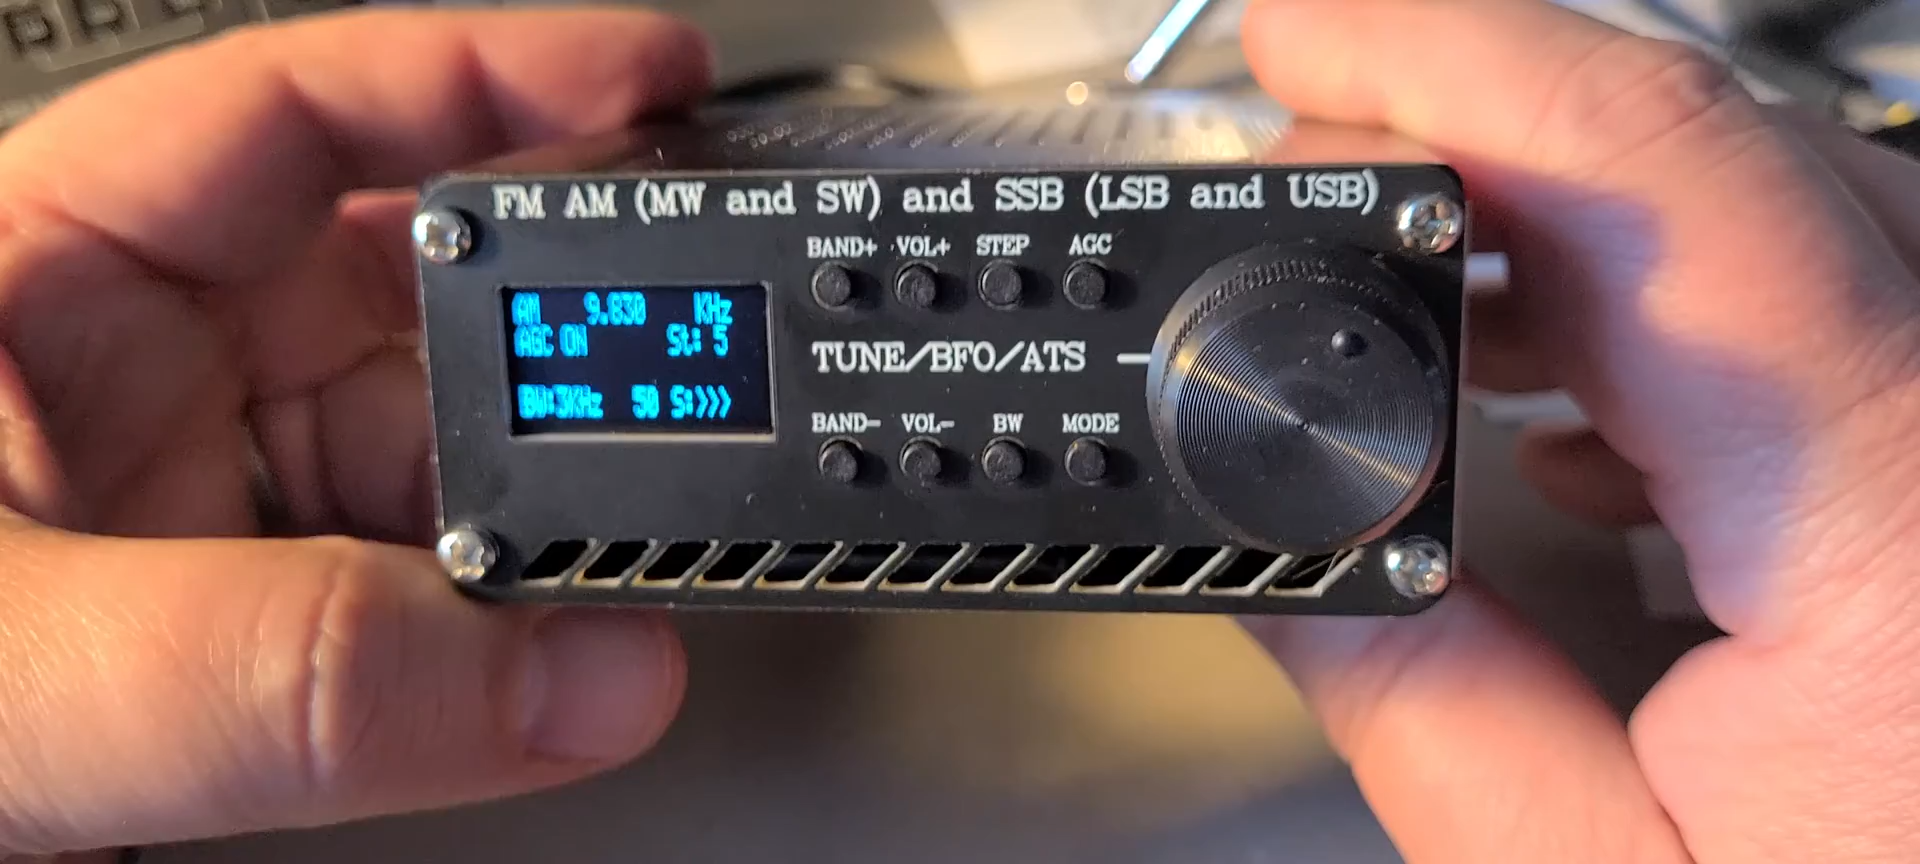 FM AM (MW and SW) and SSB (LSB and USB)
BAND+ VOL+ STEP AGC
AM 9.830 KHz
AGC ON St: 5
TUNE/BFO/ATS
BW:3KHz 50 S:>>>
BAND- VOL- BW MODE